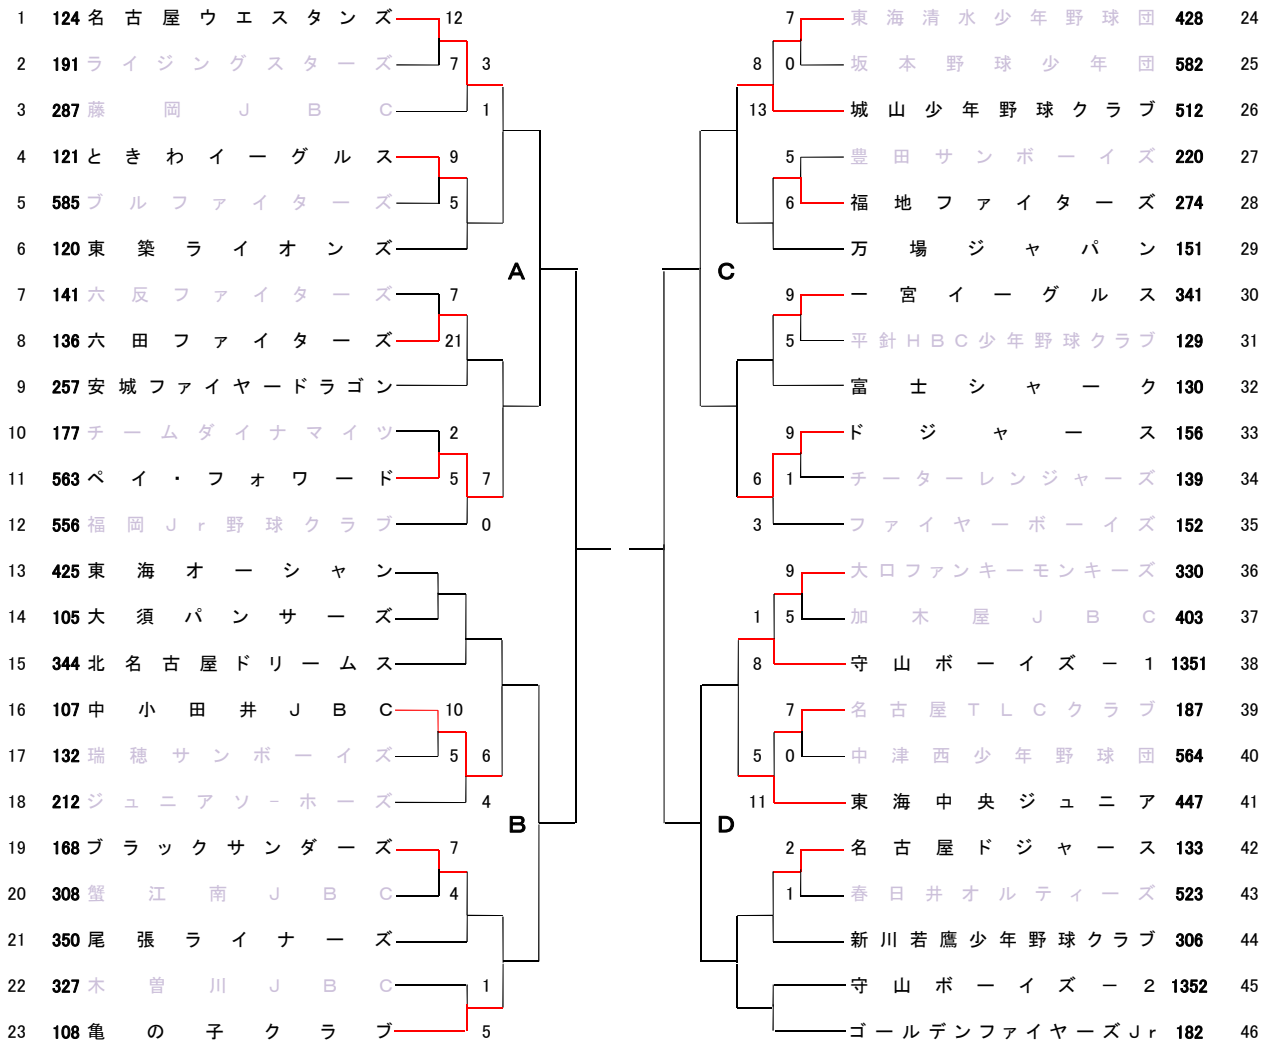 1 124 名古屋ウエスタンズ 12
2 191 ライジングスターズ 7 3
3 287 藤岡ＪＢＣ 1
4 121 ときわイーグルス 9
5 585 ブルファイターズ 5
6 120 東築ライオンズ
A
7 141 六反ファイターズ 7
8 136 六田ファイターズ 21
9 257 安城ファイヤードラゴン
10 177 チームダイナマイツ 2
11 563 ペイ・フォワード 5 7
12 556 福岡Ｊｒ野球クラブ 0
13 425 東海オーシャン
14 105 大須パンサーズ
15 344 北名古屋ドリームス
16 107 中小田井ＪＢＣ 10
17 132 瑞穂サンボーイズ 5 6
18 212 ジュニアソ-ホーズ 4
B
19 168 ブラックサンダーズ 7
20 308 蟹江南ＪＢＣ 4
21 350 尾張ライナーズ
22 327 木曽川ＪＢＣ 1
23 108 亀の子クラブ 5
7 東海清水少年野球団 428 24
8 0 坂本野球少年団 582 25
13 城山少年野球クラブ 512 26
5 豊田サンボーイズ 220 27
6 福地ファイターズ 274 28
万場ジャパン 151 29
C
9 一宮イーグルス 341 30
5 平針ＨＢＣ少年野球クラブ 129 31
富士シャーク 130 32
9 ドジャース 156 33
6 1 チーターレンジャーズ 139 34
3 ファイヤーボーイズ 152 35
9 大口ファンキーモンキーズ 330 36
1 5 加木屋ＪＢＣ 403 37
8 守山ボーイズー１ 1351 38
7 名古屋ＴＬＣクラブ 187 39
5 0 中津西少年野球団 564 40
11 東海中央ジュニア 447 41
D
2 名古屋ドジャース 133 42
1 春日井オルティーズ 523 43
新川若鷹少年野球クラブ 306 44
守山ボーイズー２ 1352 45
ゴールデンファイヤーズＪｒ 182 46